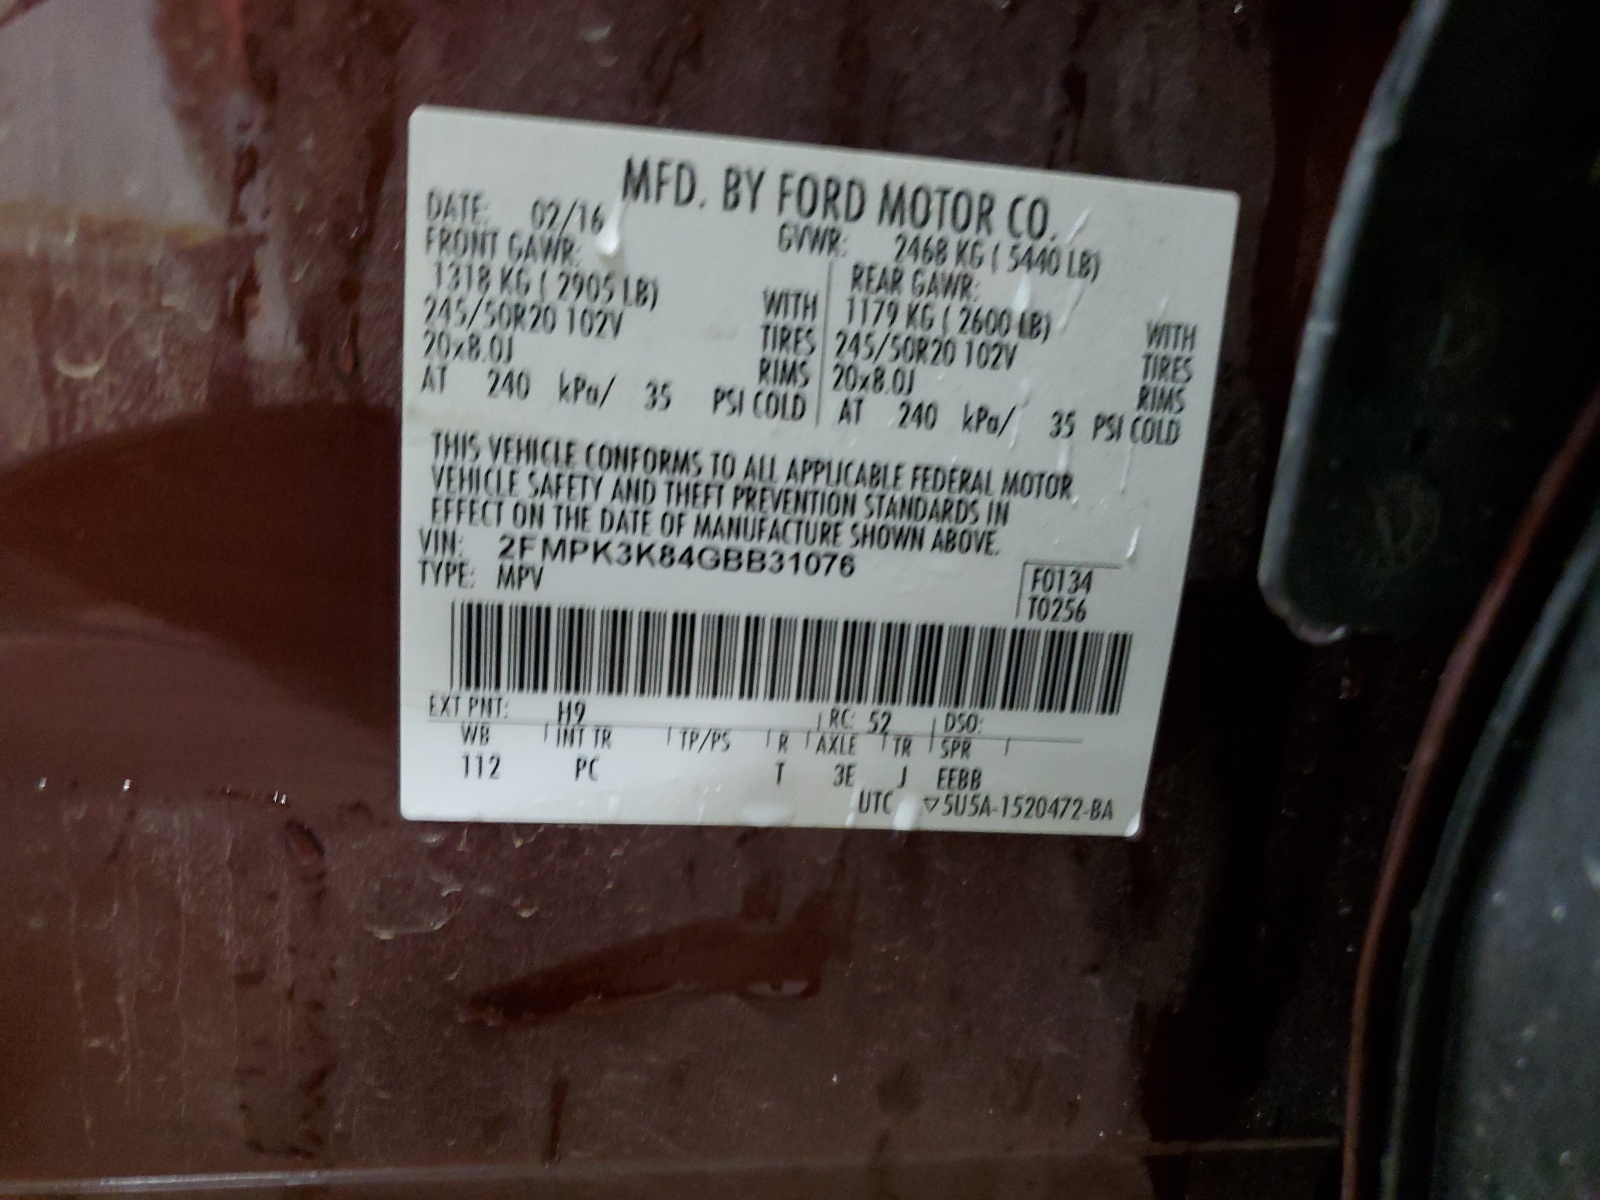 MFD. BY FORD MOTOR CO.
DATE: 02/16 GVWR: 2468 KG ( 5440 LB)
FRONT GAWR: REAR GAWR:
1318 KG ( 2905 LB) WITH 1179 KG ( 2600 LB) WITH
245/50R20 102V TIRES 245/50R20 102V TIRES
20x8.0J RIMS 20x8.0J RIMS
AT 240 kPa/ 35 PSI COLD AT 240 kPa/ 35 PSI COLD
THIS VEHICLE CONFORMS TO ALL APPLICABLE FEDERAL MOTOR
VEHICLE SAFETY AND THEFT PREVENTION STANDARDS IN
EFFECT ON THE DATE OF MANUFACTURE SHOWN ABOVE.
VIN: 2FMPK3K84GBB31076
TYPE: MPV
F0134
T0256
EXT PNT: H9 RC: 52 DSO:
WB INT TR TP/PS R AXLE TR SPR
112 PC T 3E J EEBB
UTC ▽5U5A-1520472-BA